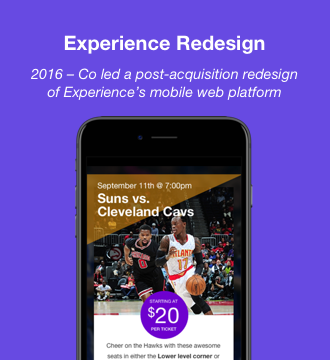 Experience Redesign
2016 – Co led a post-acquisition redesign
of Experience's mobile web platform
September 11th @ 7:00pm
Suns vs.
Cleveland Cavs
STARTING AT
$20
PER TICKET
Cheer on the Hawks with these awesome
seats in either the Lower level corner or